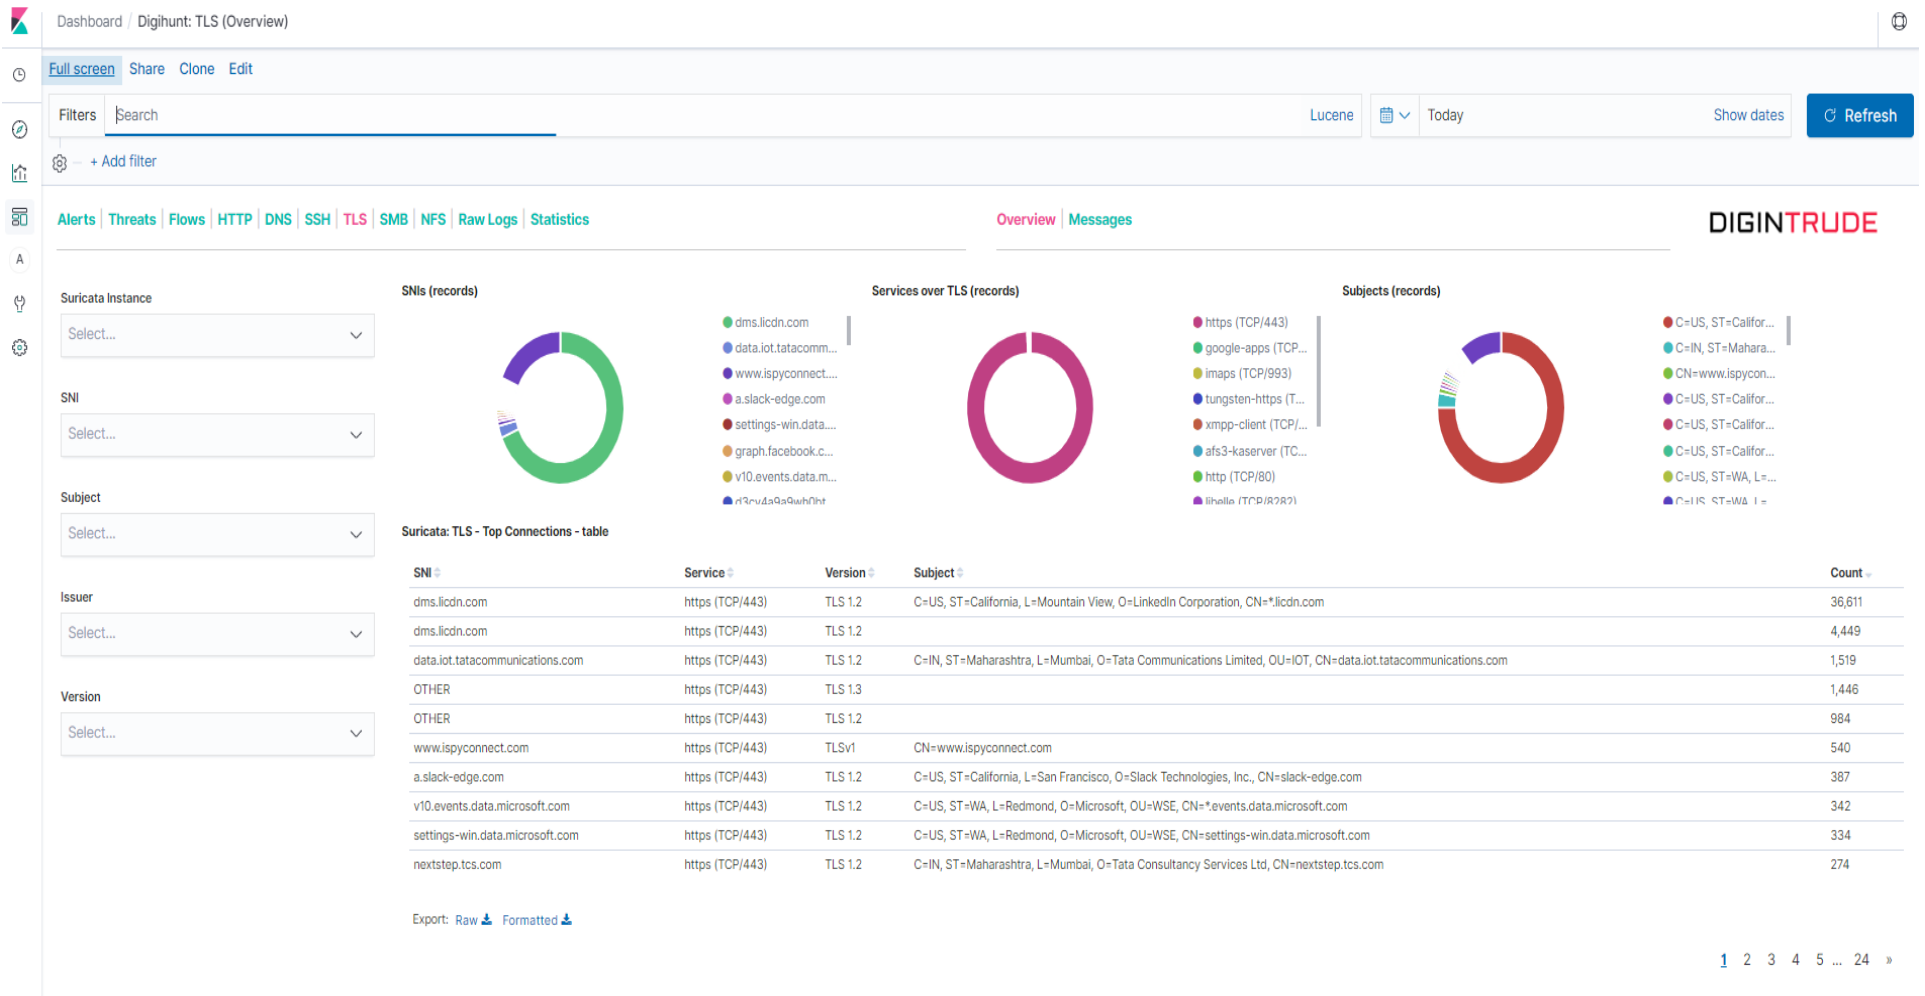 Dashboard / Digihunt: TLS (Overview)
Full screen Share Clone Edit
Filters Search Lucene Today Show dates Refresh
+ Add filter
Alerts Threats Flows HTTP DNS SSH TLS SMB NFS Raw Logs Statistics
Overview Messages
DIGINTRUDE
A
Suricata Instance
Select...
SNI
Select...
Subject
Select...
Issuer
Select...
Version
Select...
SNIs (records)
dms.licdn.com
data.iot.tatacomm...
www.ispyconnect....
a.slack-edge.com
settings-win.data....
graph.facebook.c...
v10.events.data.m...
Services over TLS (records)
https (TCP/443)
google-apps (TCP...
imaps (TCP/993)
tungsten-https (T...
xmpp-client (TCP/...
afs3-kaserver (TC...
http (TCP/80)
libelle (TCP/8282)
Subjects (records)
C=US, ST=Califor...
C=IN, ST=Mahara...
CN=www.ispycon...
C=US, ST=Califor...
C=US, ST=Califor...
C=US, ST=Califor...
C=US, ST=WA, L=...
C=US, ST=WA, L=
Suricata: TLS - Top Connections - table
SNI Service Version Subject Count
dms.licdn.com https (TCP/443) TLS 1.2 C=US, ST=California, L=Mountain View, O=LinkedIn Corporation, CN=*.licdn.com 36,611
dms.licdn.com https (TCP/443) TLS 1.2 4,449
data.iot.tatacommunications.com https (TCP/443) TLS 1.2 C=IN, ST=Maharashtra, L=Mumbai, O=Tata Communications Limited, OU=IOT, CN=data.iot.tatacommunications.com 1,519
OTHER https (TCP/443) TLS 1.3 1,446
OTHER https (TCP/443) TLS 1.2 984
www.ispyconnect.com https (TCP/443) TLSv1 CN=www.ispyconnect.com 540
a.slack-edge.com https (TCP/443) TLS 1.2 C=US, ST=California, L=San Francisco, O=Slack Technologies, Inc., CN=slack-edge.com 387
v10.events.data.microsoft.com https (TCP/443) TLS 1.2 C=US, ST=WA, L=Redmond, O=Microsoft, OU=WSE, CN=*.events.data.microsoft.com 342
settings-win.data.microsoft.com https (TCP/443) TLS 1.2 C=US, ST=WA, L=Redmond, O=Microsoft, OU=WSE, CN=settings-win.data.microsoft.com 334
nextstep.tcs.com https (TCP/443) TLS 1.2 C=IN, ST=Maharashtra, L=Mumbai, O=Tata Consultancy Services Ltd, CN=nextstep.tcs.com 274
Export: Raw Formatted
1 2 3 4 5 ... 24 »